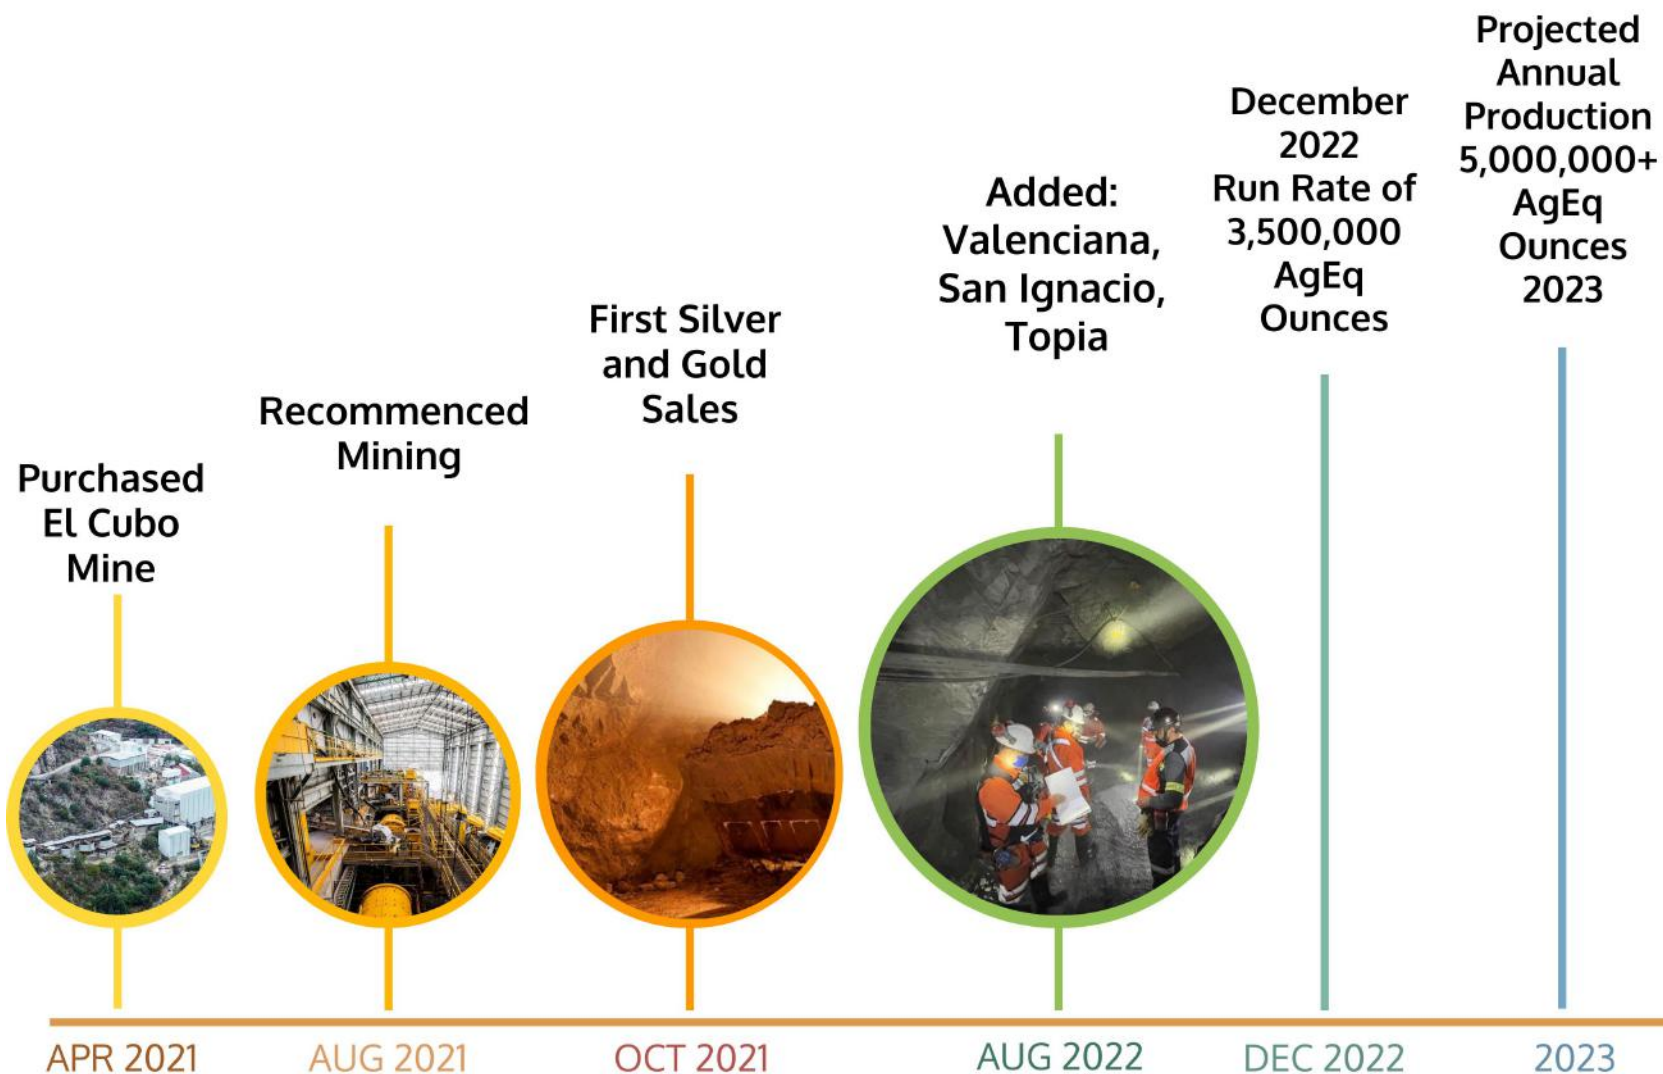 Purchased
El Cubo
Mine
Recommenced
Mining
First Silver
and Gold
Sales
Added:
Valenciana,
San Ignacio,
Topia
December
2022
Run Rate of
3,500,000
AgEq
Ounces
Projected
Annual
Production
5,000,000+
AgEq
Ounces
2023
APR 2021
AUG 2021
OCT 2021
AUG 2022
DEC 2022
2023